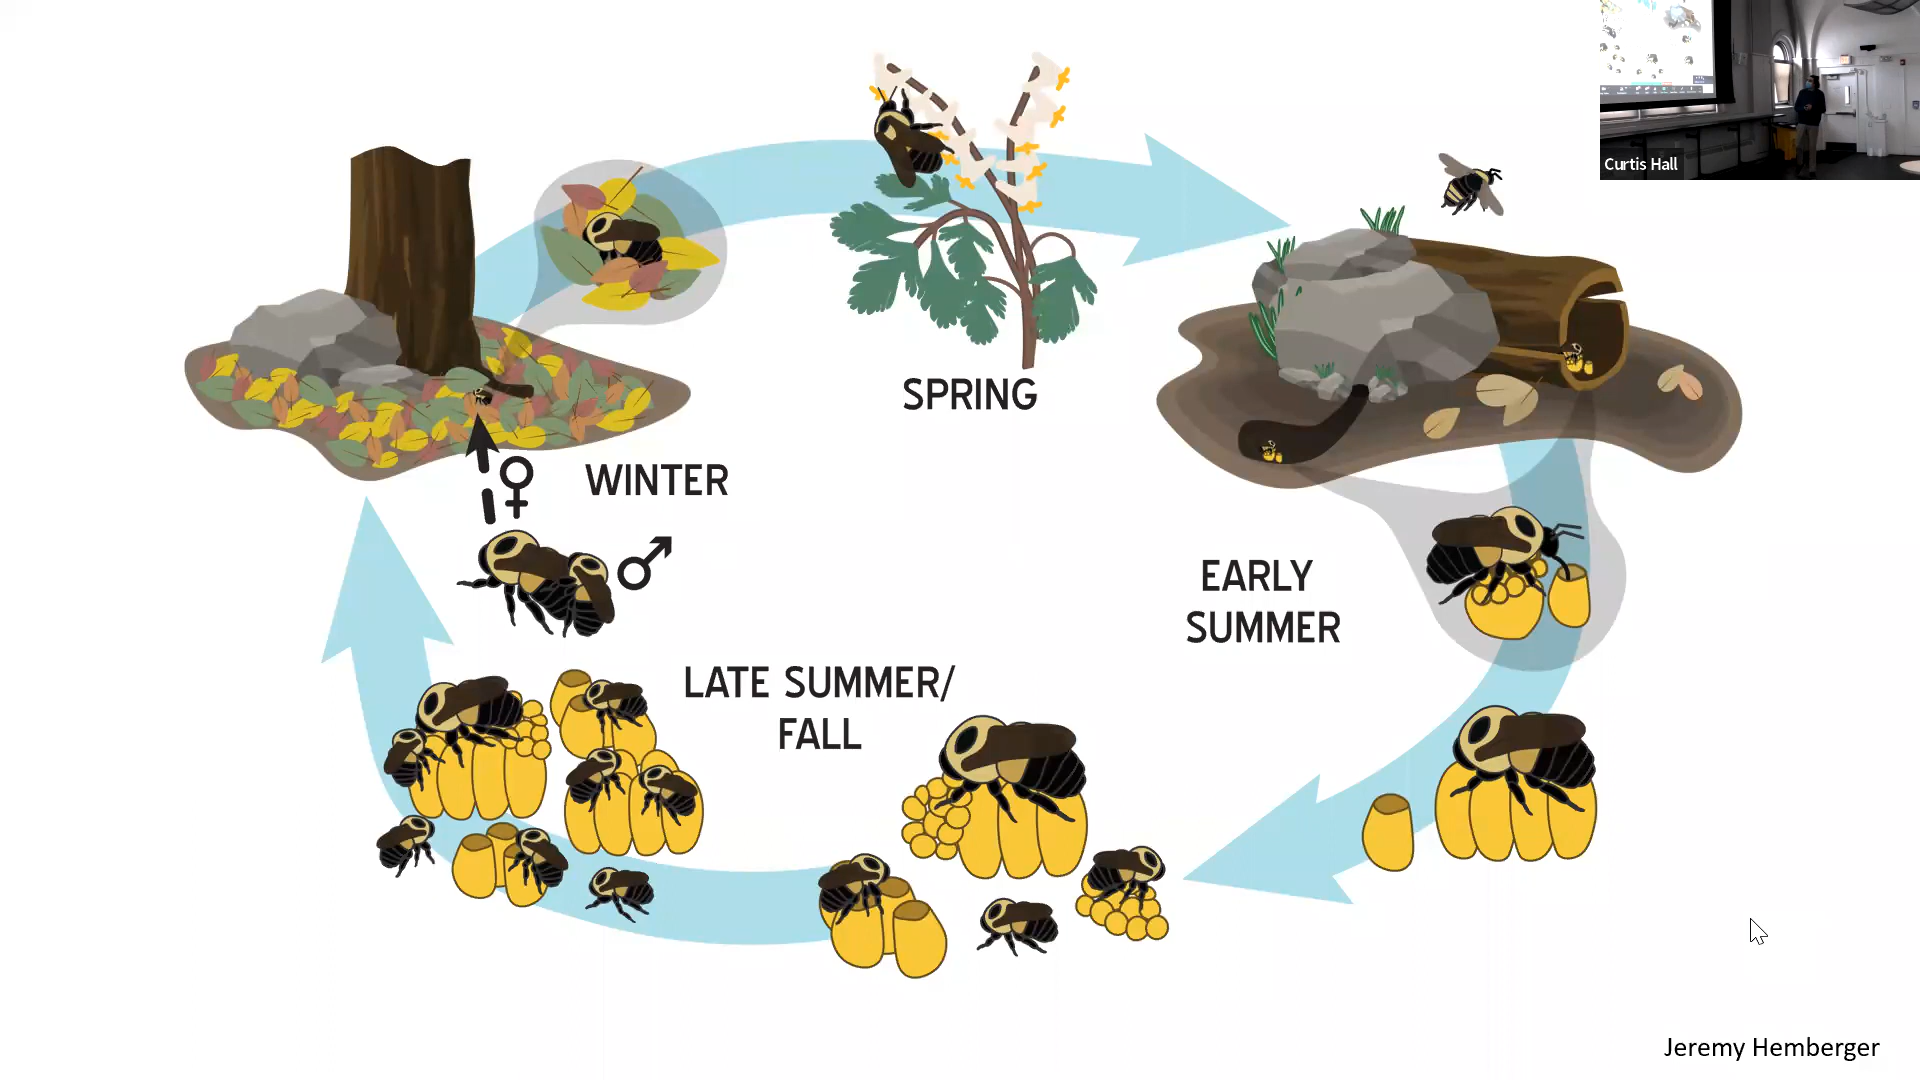 Curtis Hall
SPRING
WINTER
EARLY
SUMMER
LATE SUMMER/
FALL
Jeremy Hemberger